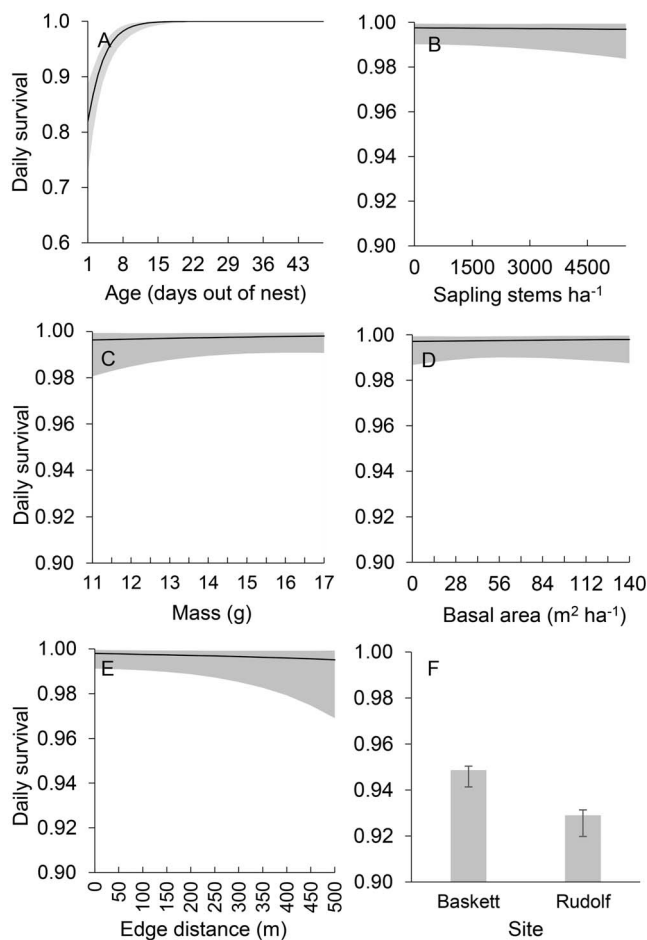 A
Daily survival
1.0
0.9
0.8
0.7
0.6
1 8 15 22 29 36 43
Age (days out of nest)
B
1.00
0.98
0.96
0.94
0.92
0.90
0 1500 3000 4500
Sapling stems ha⁻¹
C
Daily survival
1.00
0.98
0.96
0.94
0.92
0.90
11 12 13 14 15 16 17
Mass (g)
D
1.00
0.98
0.96
0.94
0.92
0.90
0 28 56 84 112 140
Basal area (m² ha⁻¹)
E
Daily survival
1.00
0.98
0.96
0.94
0.92
0.90
0 50 100 150 200 250 300 350 400 450 500
Edge distance (m)
F
1.00
0.98
0.96
0.94
0.92
0.90
Baskett Rudolf
Site